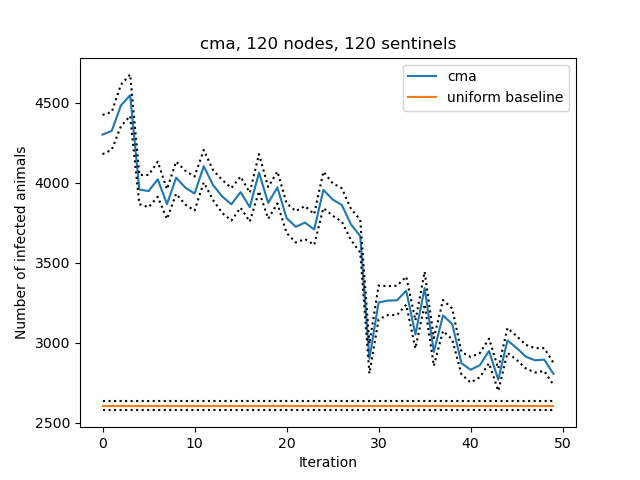 cma, 120 nodes, 120 sentinels
cma
uniform baseline
Number of infected animals
4500
4000
3500
3000
2500
0
10
20
30
40
50
Iteration